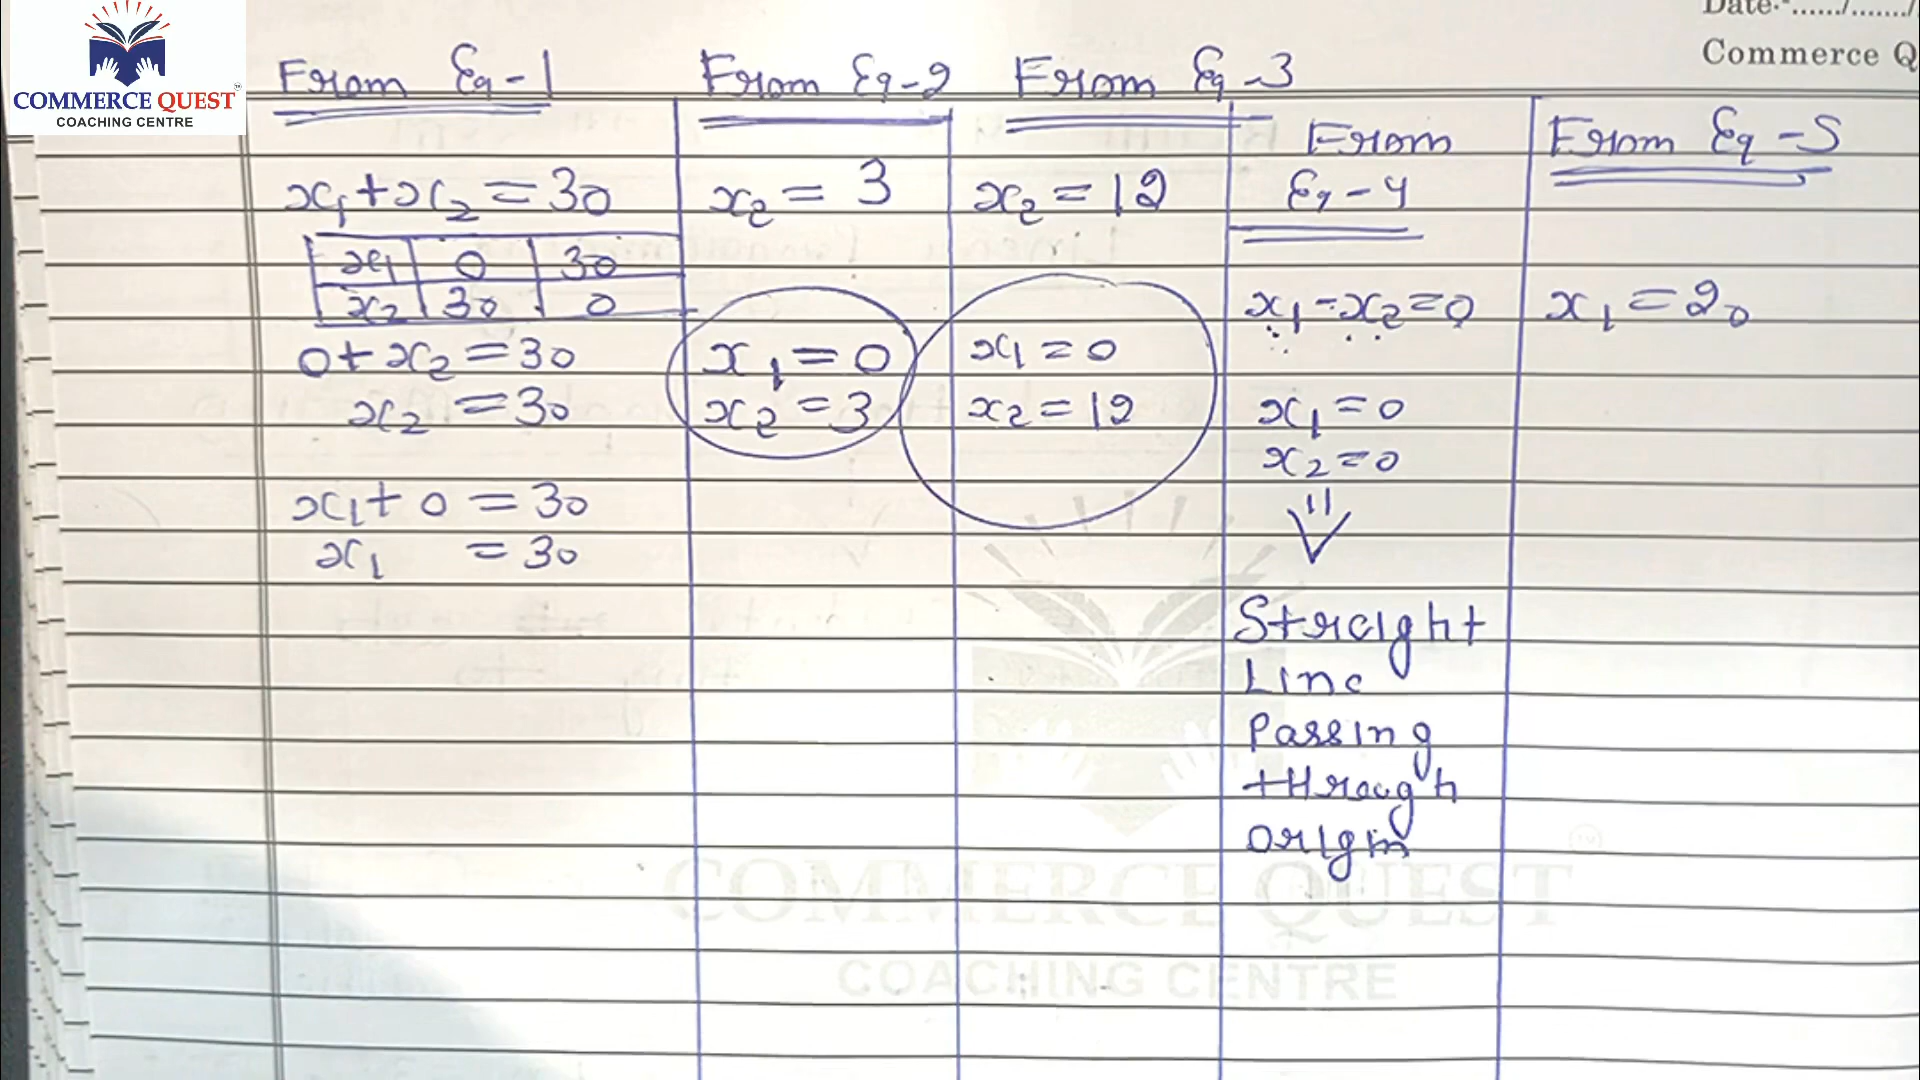 COMMERCE QUEST
COACHING CENTRE
Date:....../......./
Commerce Q
From Eq-1
x₁+x₂=30
x₁ 0 30
x₂ 30 0
0+x₂=30
x₂ =30
x₁+0 =30
x₁ =30
From Eq-2
x₂=3
x₁=0
x₂=3
From Eq-3
x₂=12
x₁=0
x₂=12
From
Eq-4
x₁-x₂=0
x₁=0
x₂=0
Straight
Line
Passing
through
origin
From Eq-5
x₁=20
COMMERCE QUEST
COACHING CENTRE